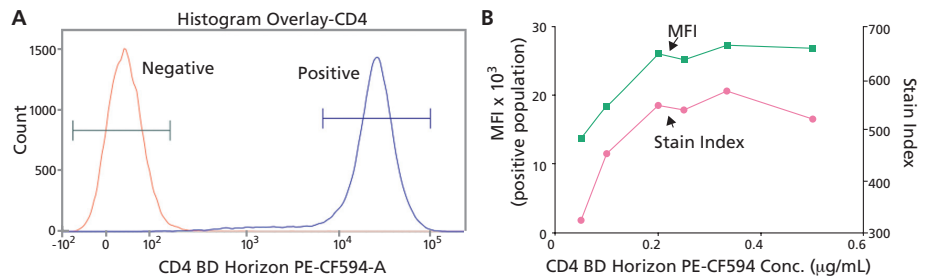 A
Histogram Overlay-CD4
Count
1500
1000
500
0
Negative
Positive
-10²
0
10²
10³
10⁴
10⁵
CD4 BD Horizon PE-CF594-A
B
MFI x 10³
(positive population)
30
20
10
0
MFI
Stain Index
700
600
500
400
300
Stain Index
0
0.2
0.4
0.6
CD4 BD Horizon PE-CF594 Conc. (µg/mL)